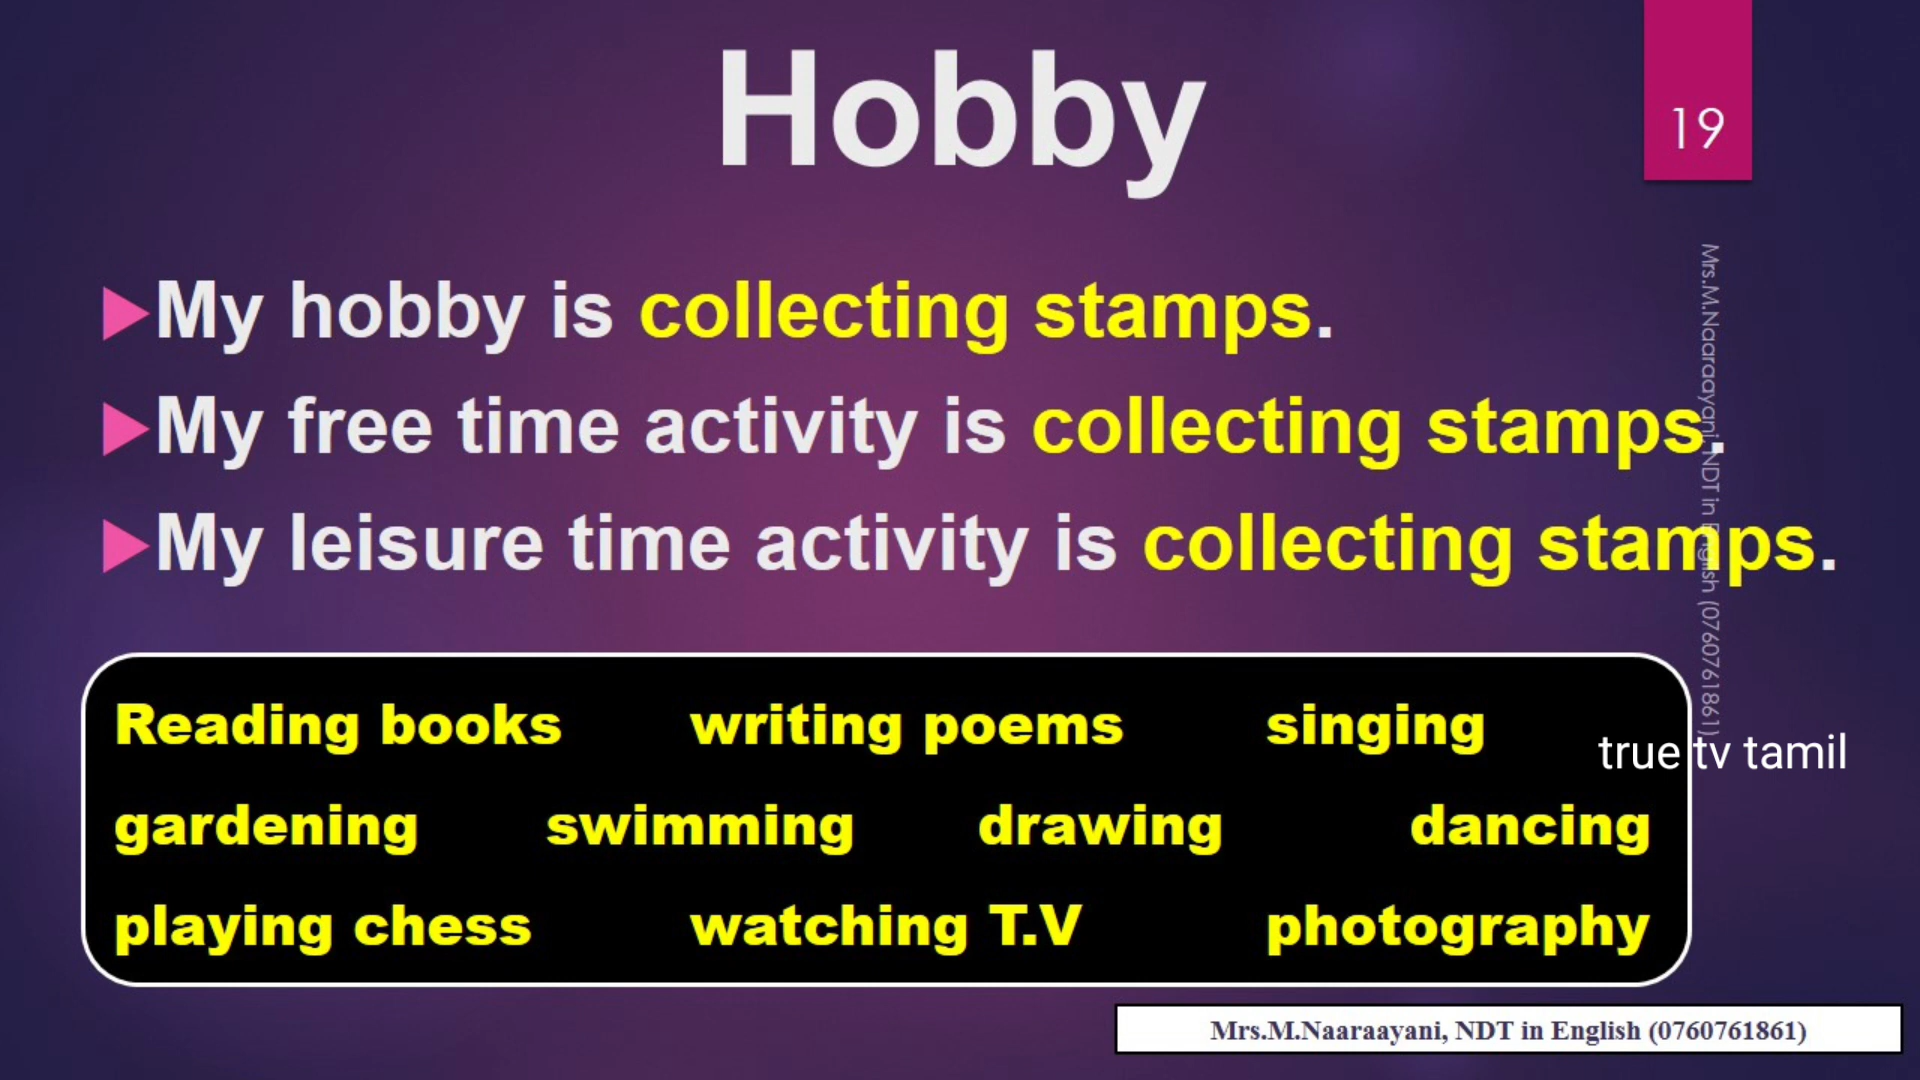 Hobby
19
My hobby is collecting stamps.
My free time activity is collecting stamps.
My leisure time activity is collecting stamps.
Mrs.M.Naaraayani, NDT in English (0760761861)
Reading books writing poems singing
true tv tamil
gardening swimming drawing dancing
playing chess watching T.V photography
Mrs.M.Naaraayani, NDT in English (0760761861)